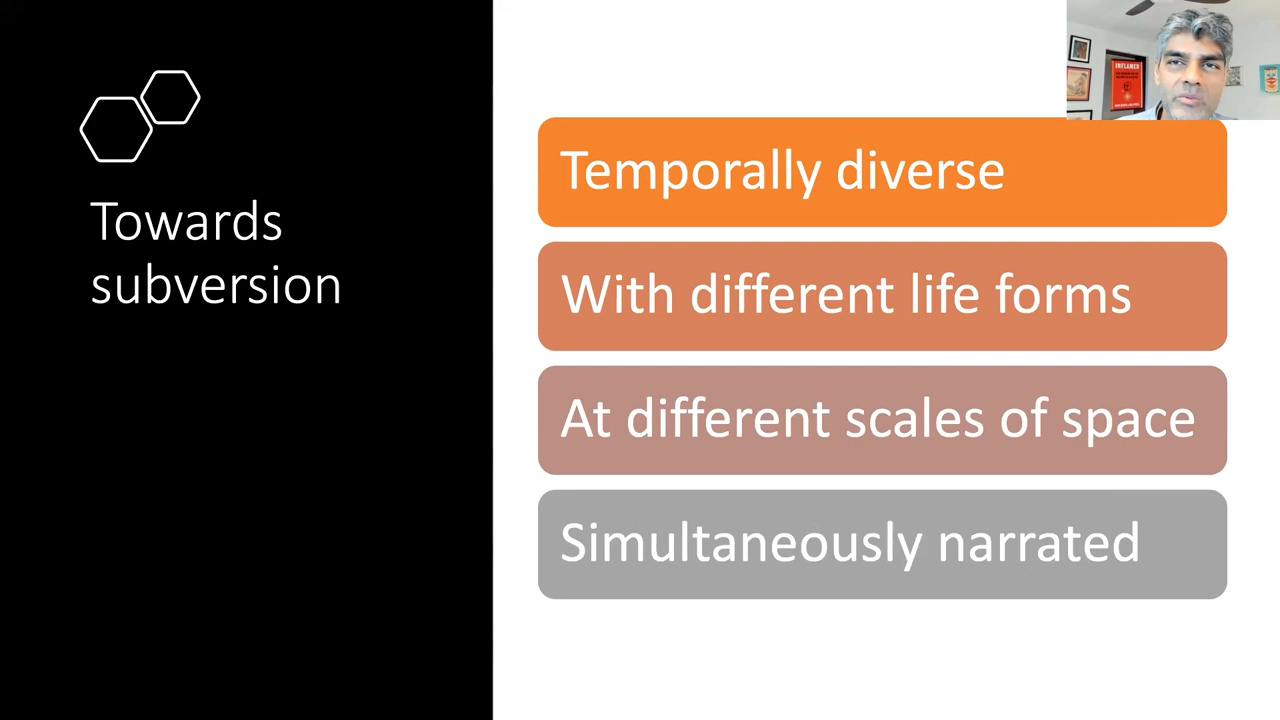 Towards
subversion
Temporally diverse
With different life forms
At different scales of space
Simultaneously narrated
INFLAMED